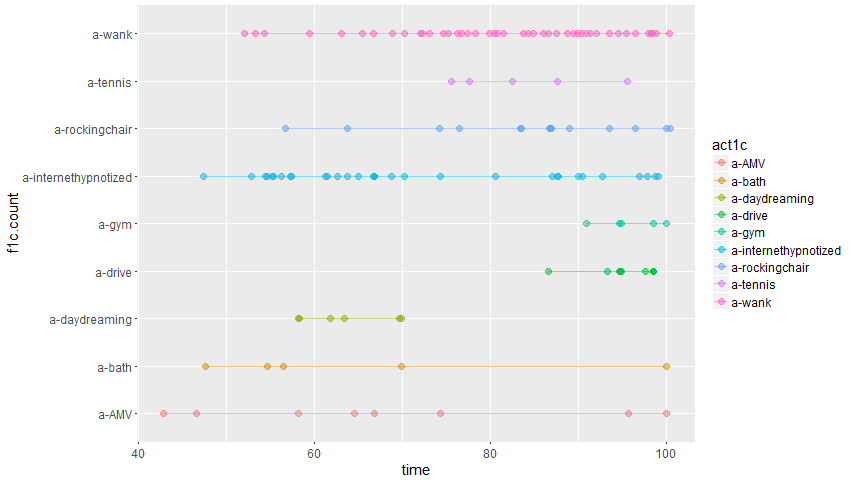 a-wank
a-tennis
a-rockingchair
a-internethypnotized
a-gym
a-drive
a-daydreaming
a-bath
a-AMV
f1c.count
40
60
80
100
time
act1c
a-AMV
a-bath
a-daydreaming
a-drive
a-gym
a-internethypnotized
a-rockingchair
a-tennis
a-wank